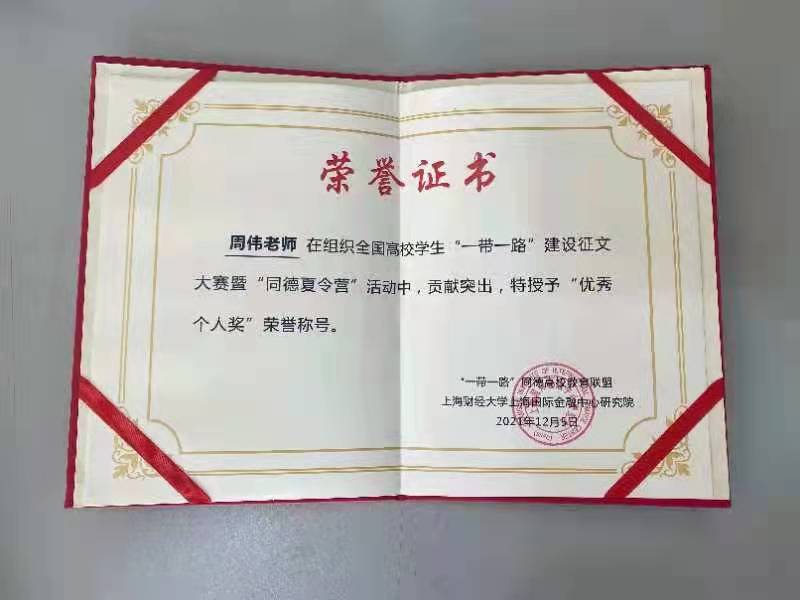 荣誉证书
周伟老师 在组织全国高校学生“一带一路”建设征文
大赛暨“同德夏令营”活动中，贡献突出，特授予“优秀
个人奖”荣誉称号。
“一带一路”同德高校教育联盟
上海财经大学上海国际金融中心研究院
2021年12月5日